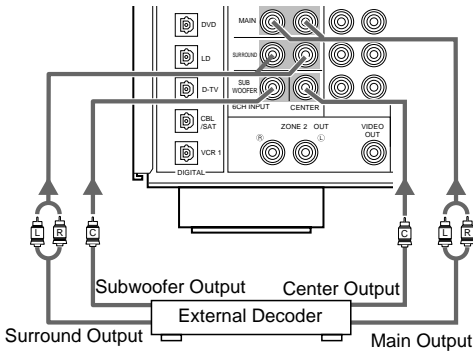 DVD
MAIN
LD
SURROUND
D-TV
SUB
WOOFER
6CH INPUT
CENTER
CBL
/SAT
ZONE 2 OUT
VIDEO
OUT
R
L
VCR 1
DIGITAL
L
R
C
C
L
R
Subwoofer Output
Center Output
External Decoder
Surround Output
Main Output